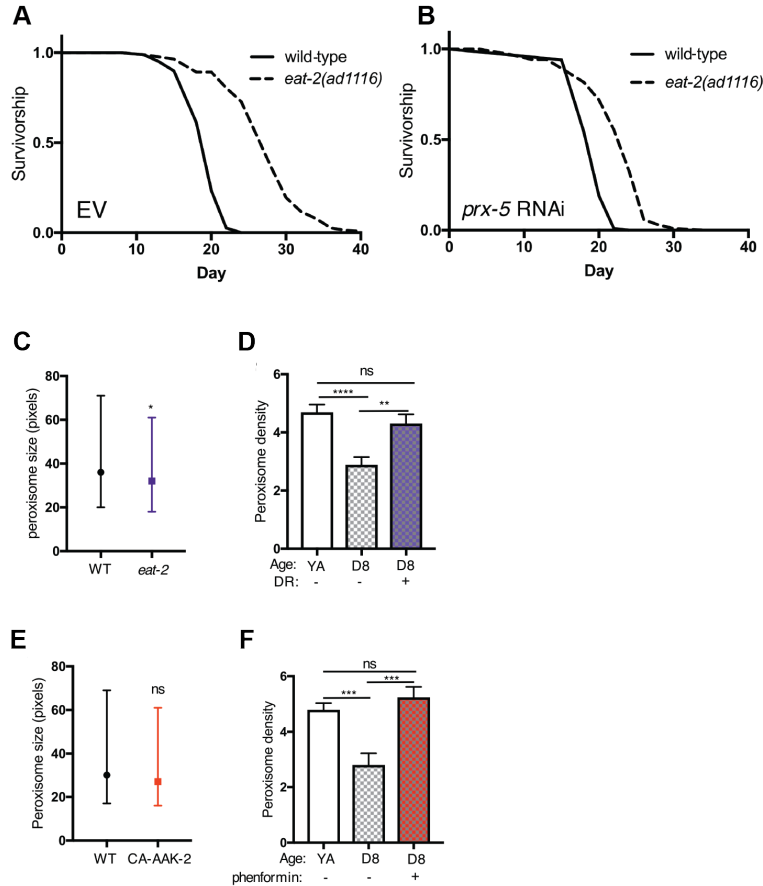 A
1.0
0.5
0.0
Survivorship
wild-type
eat-2(ad1116)
EV
0 10 20 30 40
Day
B
1.0
0.5
0.0
Survivorship
wild-type
eat-2(ad1116)
prx-5 RNAi
0 10 20 30 40
Day
C
80
60
40
20
0
peroxisome size (pixels)
*
WT eat-2
D
6
4
2
0
Peroxisome density
ns
**** **
Age: YA D8 D8
DR: - - +
E
80
60
40
20
0
Peroxisome size (pixels)
ns
WT CA-AAK-2
F
6
4
2
0
Peroxisome density
ns
*** ***
Age: YA D8 D8
phenformin: - - +